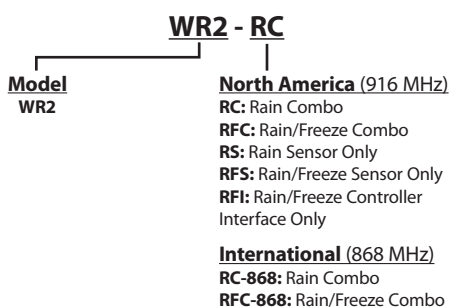 WR2 - RC
Model
WR2
North America (916 MHz)
RC: Rain Combo
RFC: Rain/Freeze Combo
RS: Rain Sensor Only
RFS: Rain/Freeze Sensor Only
RFI: Rain/Freeze Controller
Interface Only
International (868 MHz)
RC-868: Rain Combo
RFC-868: Rain/Freeze Combo